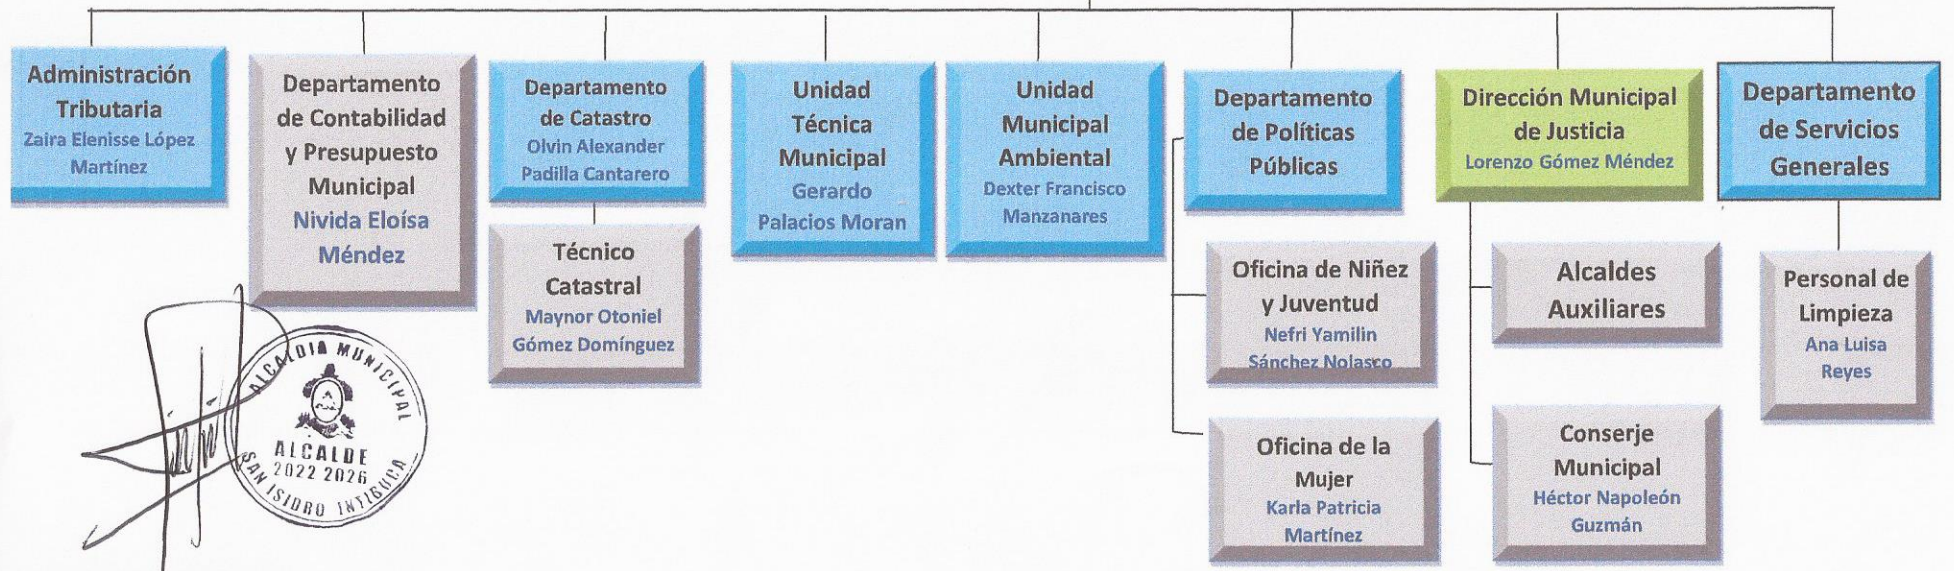 Administración
Tributaria
Zaira Elenisse López
Martínez
Departamento
de Contabilidad
y Presupuesto
Municipal
Nivida Eloísa
Méndez
Departamento
de Catastro
Olvin Alexander
Padilla Cantarero
Técnico
Catastral
Maynor Otoniel
Gómez Domínguez
Unidad
Técnica
Municipal
Gerardo
Palacios Moran
Unidad
Municipal
Ambiental
Dexter Francisco
Manzanares
Departamento
de Políticas
Públicas
Oficina de Niñez
y Juventud
Nefri Yamilin
Sánchez Nolasco
Oficina de la
Mujer
Karla Patricia
Martínez
Dirección Municipal
de Justicia
Lorenzo Gómez Méndez
Alcaldes
Auxiliares
Conserje
Municipal
Héctor Napoleón
Guzmán
Departamento
de Servicios
Generales
Personal de
Limpieza
Ana Luisa
Reyes
ALCALDIA MUNICIPAL
ALCALDE
2022 2026
SAN ISIDRO INTIBUCA